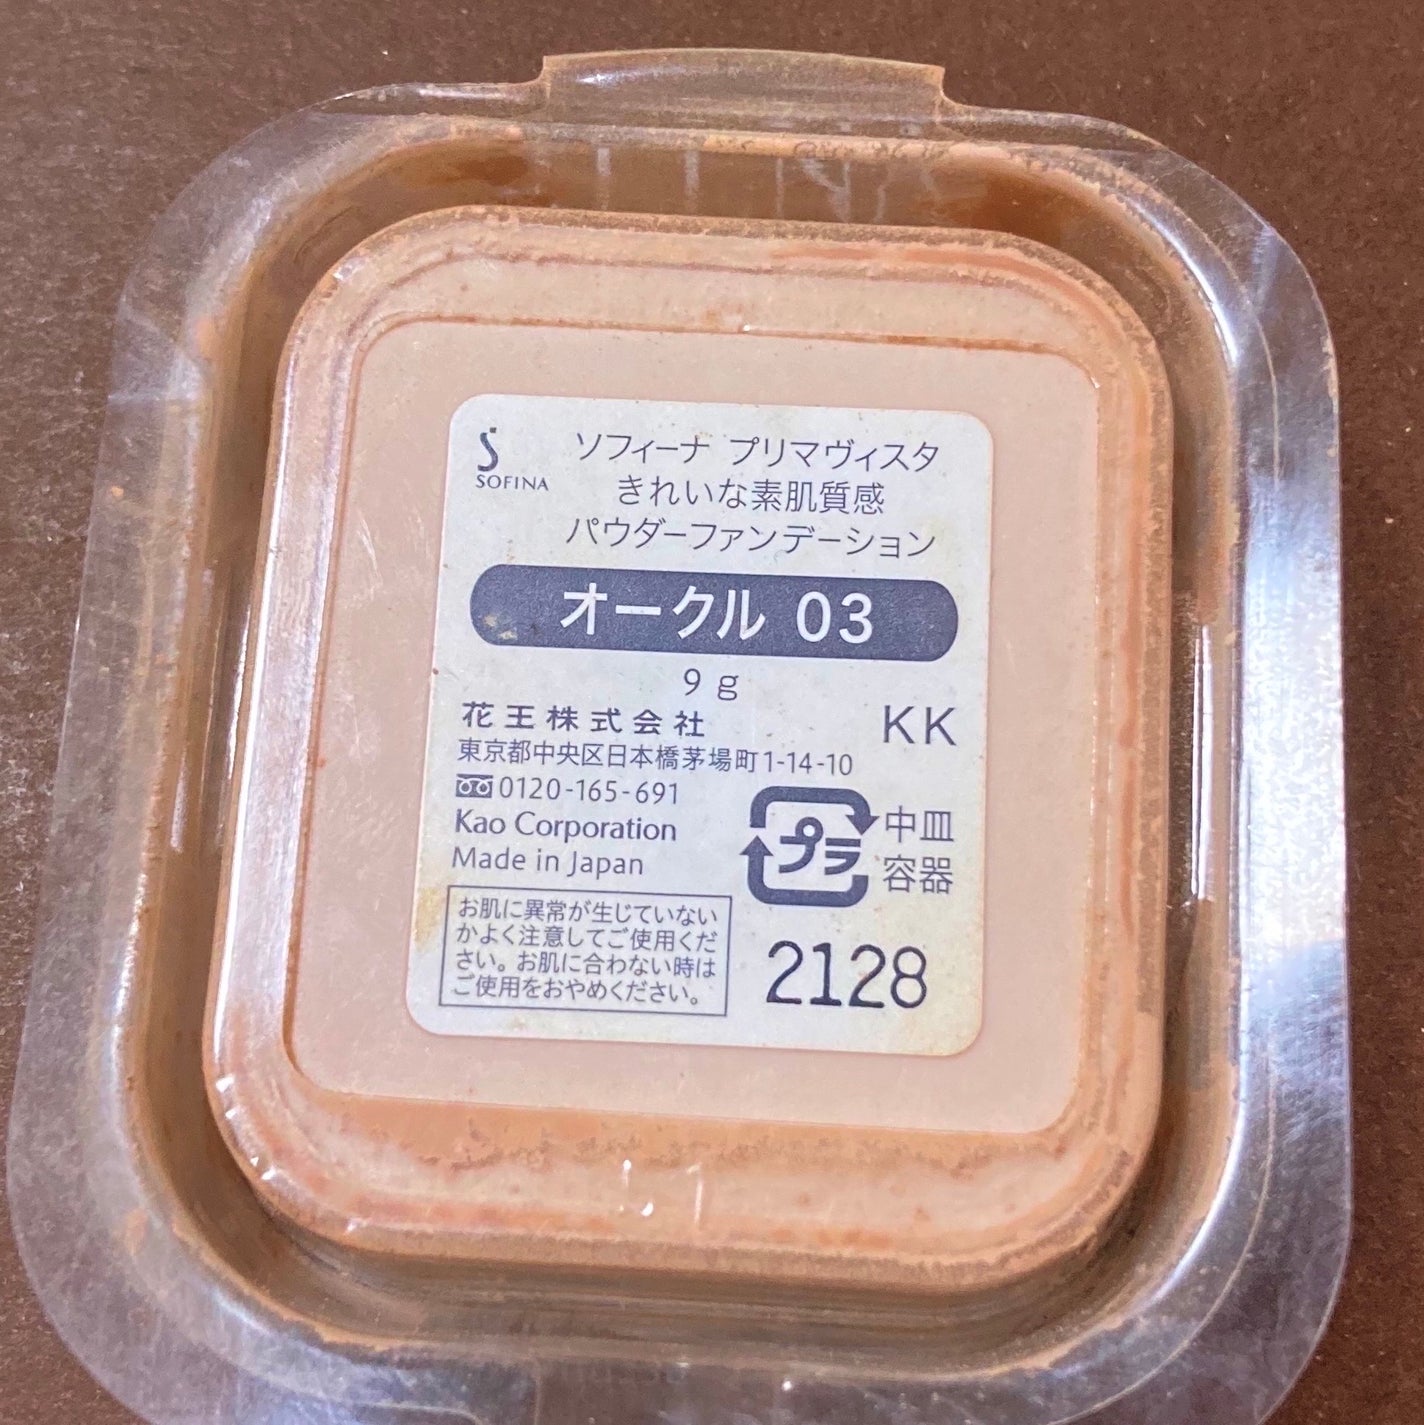 SOFINA
ソフィーナ プリマヴィスタ
きれいな素肌質感
パウダーファンデーション
オークル 03
9g
花王株式会社
KK
東京都中央区日本橋茅場町1-14-10
0120-165-691
Kao Corporation
Made in Japan
プラ
中皿
容器
お肌に異常が生じていない
かよく注意してご使用くだ
さい。お肌に合わない時は
ご使用をおやめください。
2128